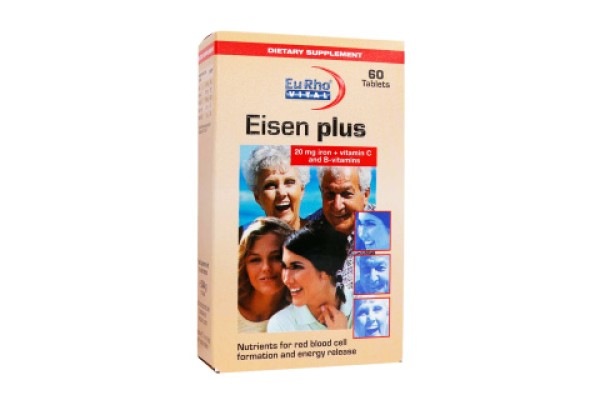 DIETARY SUPPLEMENT
EuRho®
VITAL
60
Tablets
Eisen plus
20 mg iron + vitamin C
and B-vitamins
Nutrients for red blood cell
formation and energy release